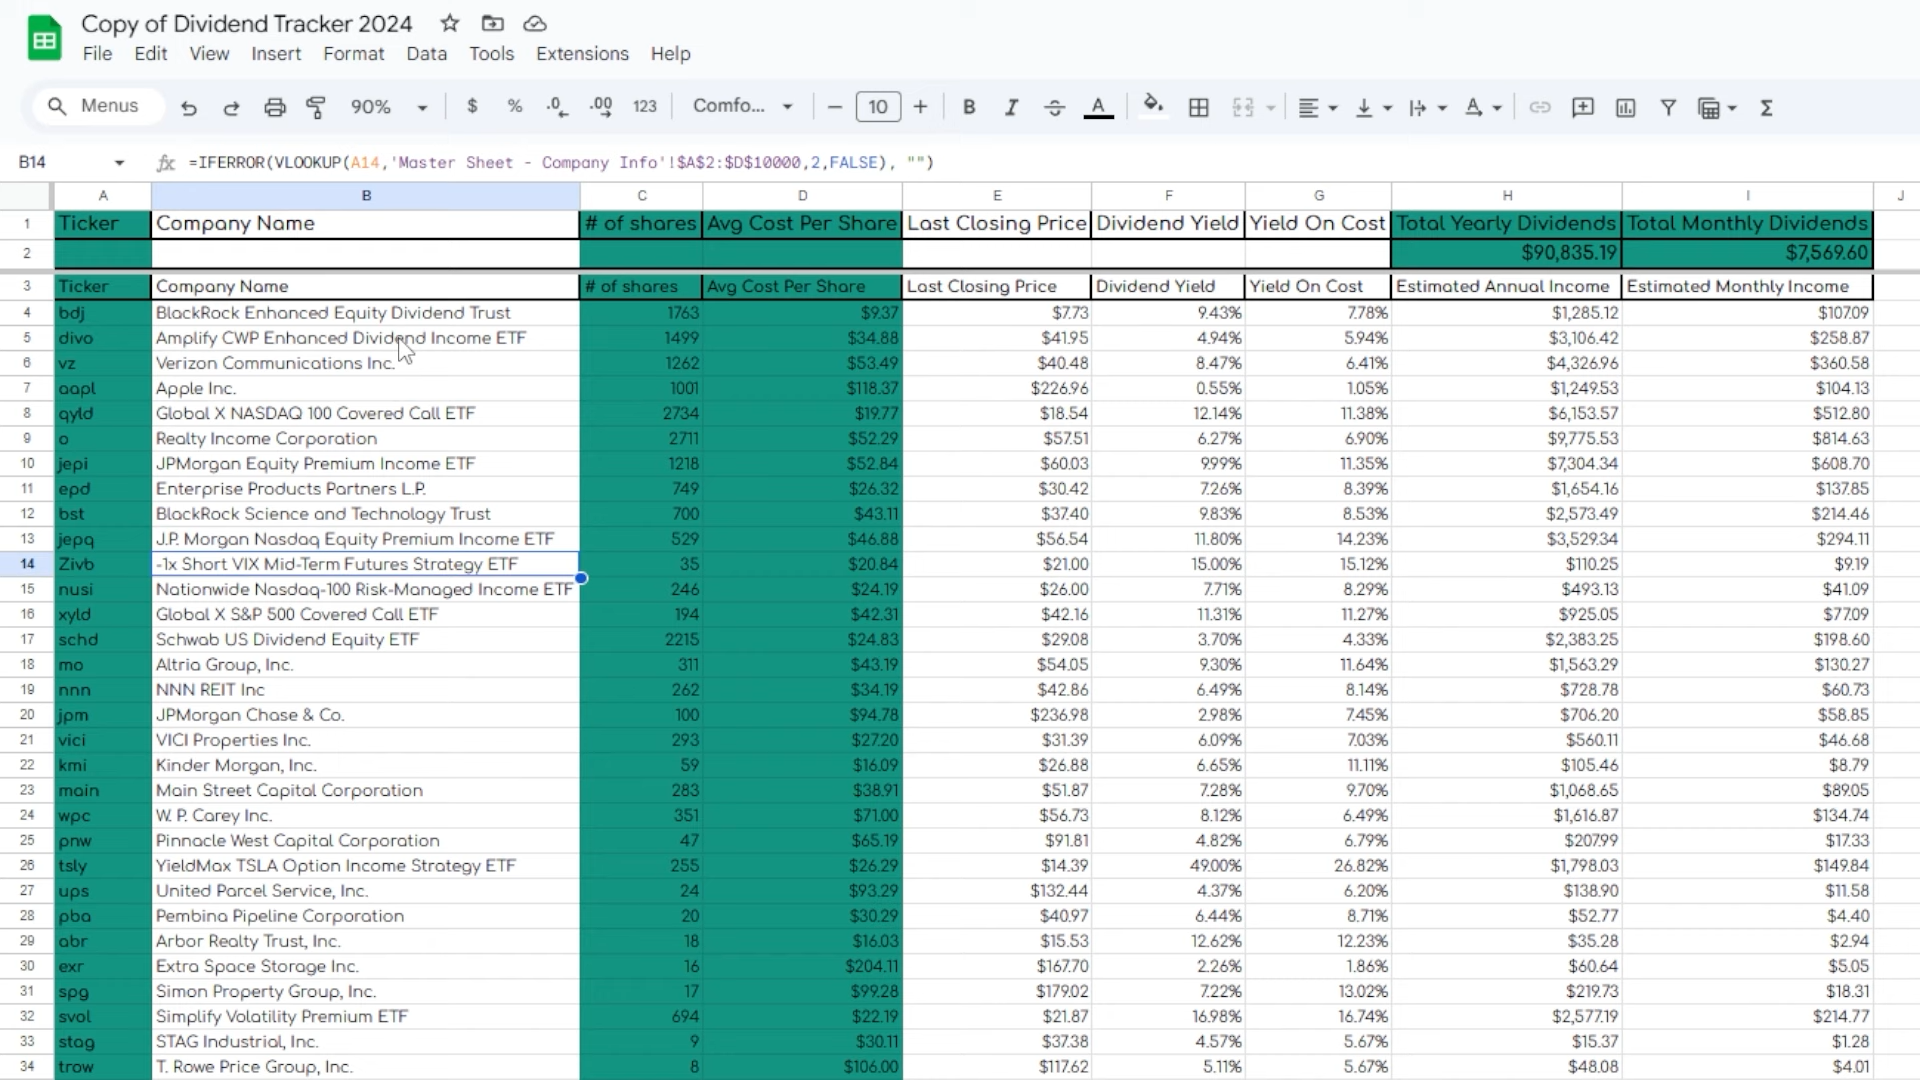 Copy of Dividend Tracker 2024
File Edit View Insert Format Data Tools Extensions Help
Menus 90% $ % .0 .00 123 Comfo... − 10 + B I A
B14 fx =IFERROR(VLOOKUP(A14,'Master Sheet - Company Info'!$A$2:$D$10000,2,FALSE), "")
A B C D E F G H I J
1 Ticker Company Name # of shares Avg Cost Per Share Last Closing Price Dividend Yield Yield On Cost Total Yearly Dividends Total Monthly Dividends
2 $90,835.19 $7,569.60
3 Ticker Company Name # of shares Avg Cost Per Share Last Closing Price Dividend Yield Yield On Cost Estimated Annual Income Estimated Monthly Income
4 bdj BlackRock Enhanced Equity Dividend Trust 1763 $9.37 $7.73 9.43% 7.78% $1,285.12 $107.09
5 divo Amplify CWP Enhanced Dividend Income ETF 1499 $34.88 $41.95 4.94% 5.94% $3,106.42 $258.87
6 vz Verizon Communications Inc. 1262 $53.49 $40.48 8.47% 6.41% $4,326.96 $360.58
7 aapl Apple Inc. 1001 $118.37 $226.96 0.55% 1.05% $1,249.53 $104.13
8 qyld Global X NASDAQ 100 Covered Call ETF 2734 $19.77 $18.54 12.14% 11.38% $6,153.57 $512.80
9 o Realty Income Corporation 2711 $52.29 $57.51 6.27% 6.90% $9,775.53 $814.63
10 jepi JPMorgan Equity Premium Income ETF 1218 $52.84 $60.03 9.99% 11.35% $7,304.34 $608.70
11 epd Enterprise Products Partners L.P. 749 $26.32 $30.42 7.26% 8.39% $1,654.16 $137.85
12 bst BlackRock Science and Technology Trust 700 $43.11 $37.40 9.83% 8.53% $2,573.49 $214.46
13 jepq J.P. Morgan Nasdaq Equity Premium Income ETF 529 $46.88 $56.54 11.80% 14.23% $3,529.34 $294.11
14 Zivb -1x Short VIX Mid-Term Futures Strategy ETF 35 $20.84 $21.00 15.00% 15.12% $110.25 $9.19
15 nusi Nationwide Nasdaq-100 Risk-Managed Income ETF 246 $24.19 $26.00 7.71% 8.29% $493.13 $41.09
16 xyld Global X S&P 500 Covered Call ETF 194 $42.31 $42.16 11.31% 11.27% $925.05 $77.09
17 schd Schwab US Dividend Equity ETF 2215 $24.83 $29.08 3.70% 4.33% $2,383.25 $198.60
18 mo Altria Group, Inc. 311 $43.19 $54.05 9.30% 11.64% $1,563.29 $130.27
19 nnn NNN REIT Inc 262 $34.19 $42.86 6.49% 8.14% $728.78 $60.73
20 jpm JPMorgan Chase & Co. 100 $94.78 $236.98 2.98% 7.45% $706.20 $58.85
21 vici VICI Properties Inc. 293 $27.20 $31.39 6.09% 7.03% $560.11 $46.68
22 kmi Kinder Morgan, Inc. 59 $16.09 $26.88 6.65% 11.11% $105.46 $8.79
23 main Main Street Capital Corporation 283 $38.91 $51.87 7.28% 9.70% $1,068.65 $89.05
24 wpc W. P. Carey Inc. 351 $71.00 $56.73 8.12% 6.49% $1,616.87 $134.74
25 pnw Pinnacle West Capital Corporation 47 $65.19 $91.81 4.82% 6.79% $207.99 $17.33
26 tsly YieldMax TSLA Option Income Strategy ETF 255 $26.29 $14.39 49.00% 26.82% $1,798.03 $149.84
27 ups United Parcel Service, Inc. 24 $93.29 $132.44 4.37% 6.20% $138.90 $11.58
28 pba Pembina Pipeline Corporation 20 $30.29 $40.97 6.44% 8.71% $52.77 $4.40
29 abr Arbor Realty Trust, Inc. 18 $16.03 $15.53 12.62% 12.23% $35.28 $2.94
30 exr Extra Space Storage Inc. 16 $204.11 $167.70 2.26% 1.86% $60.64 $5.05
31 spg Simon Property Group, Inc. 17 $99.28 $179.02 7.22% 13.02% $219.73 $18.31
32 svol Simplify Volatility Premium ETF 694 $22.19 $21.87 16.98% 16.74% $2,577.19 $214.77
33 stag STAG Industrial, Inc. 9 $30.11 $37.38 4.57% 5.67% $15.37 $1.28
34 trow T. Rowe Price Group, Inc. 8 $106.00 $117.62 5.11% 5.67% $48.08 $4.01